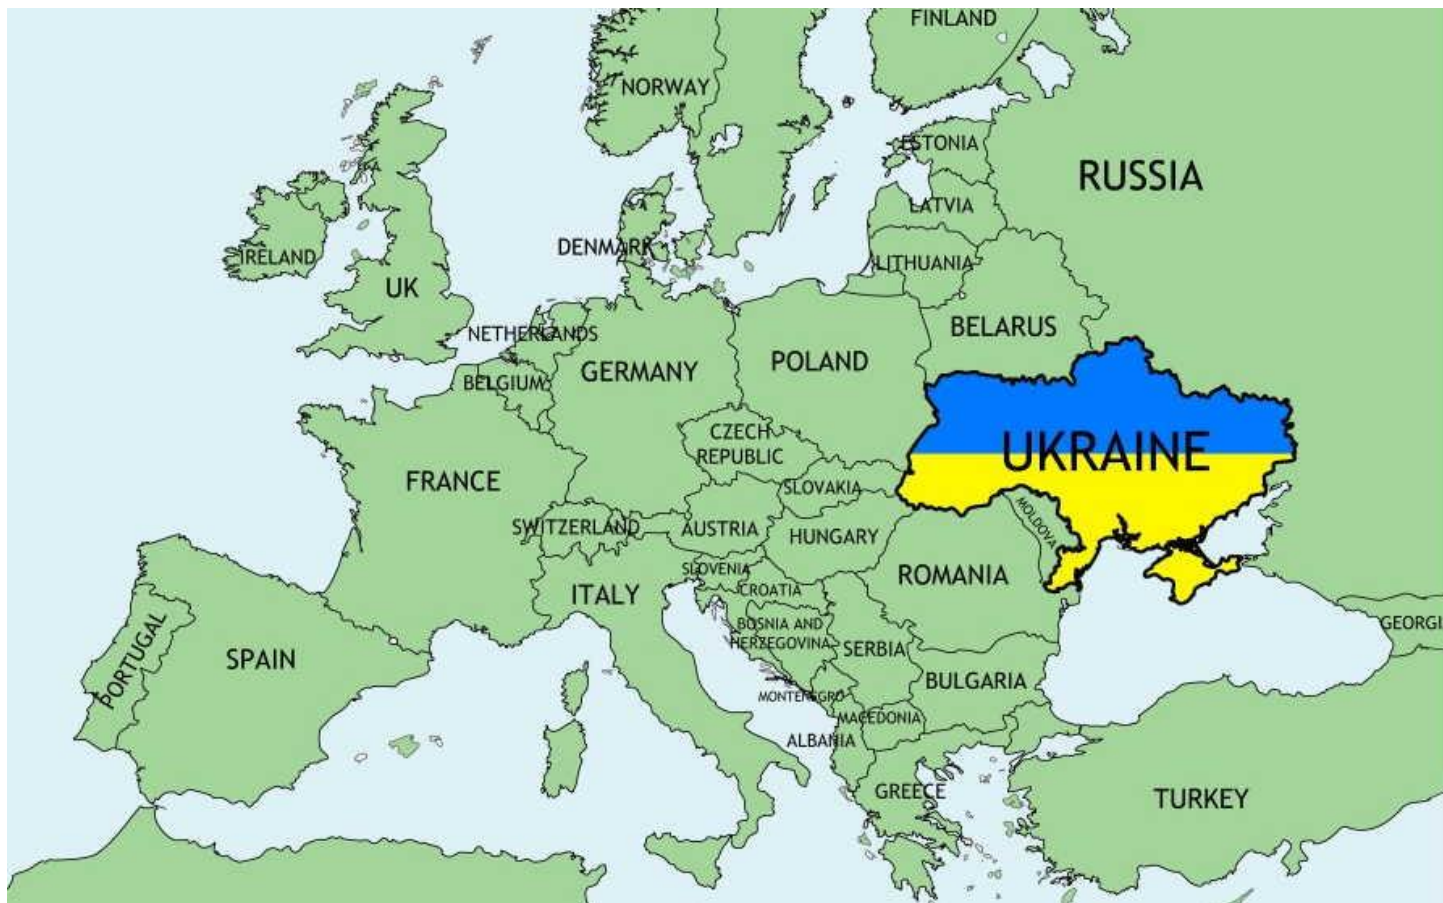 FINLAND
NORWAY
ESTONIA
RUSSIA
LATVIA
DENMARK
IRELAND
LITHUANIA
UK
BELARUS
NETHERLANDS
POLAND
GERMANY
BELGIUM
CZECH
REPUBLIC
UKRAINE
FRANCE
SLOVAKIA
MOLDOVA
SWITZERLAND
AUSTRIA
HUNGARY
SLOVENIA
ROMANIA
CROATIA
ITALY
BOSNIA AND
HERZEGOVINA
GEORGI
SERBIA
PORTUGAL
SPAIN
BULGARIA
MONTENEGRO
MACEDONIA
ALBANIA
GREECE
TURKEY